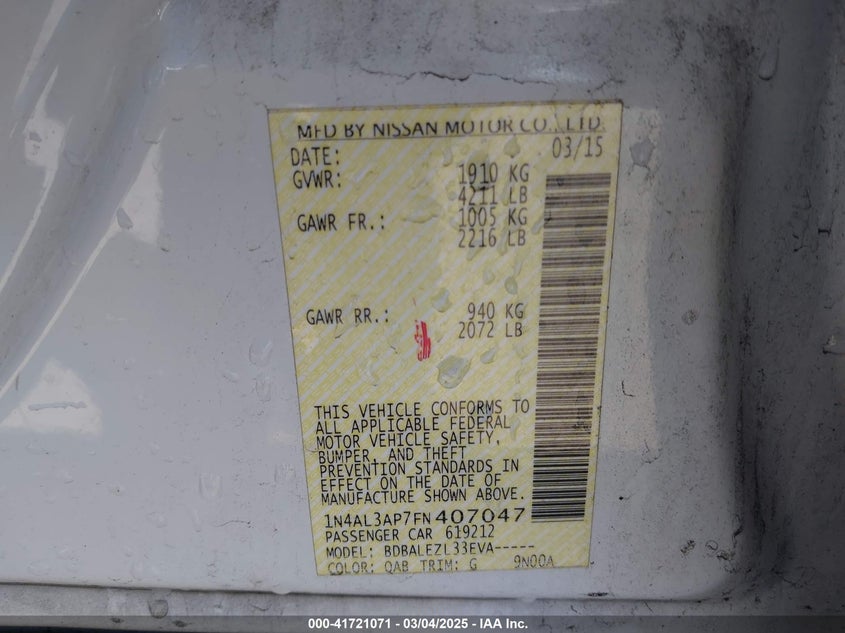 MFD BY NISSAN MOTOR CO., LTD.
DATE: 03/15
GVWR: 1910 KG
4211 LB
GAWR FR.: 1005 KG
2216 LB
GAWR RR.: 940 KG
2072 LB
THIS VEHICLE CONFORMS TO
ALL APPLICABLE FEDERAL
MOTOR VEHICLE SAFETY,
BUMPER, AND THEFT
PREVENTION STANDARDS IN
EFFECT ON THE DATE OF
MANUFACTURE SHOWN ABOVE.
1N4AL3AP7FN407047
PASSENGER CAR 619212
MODEL: BDBALEZL33EVA-----
COLOR: QAB TRIM: G 9N00A
000-41721071 - 03/04/2025 - IAA Inc.